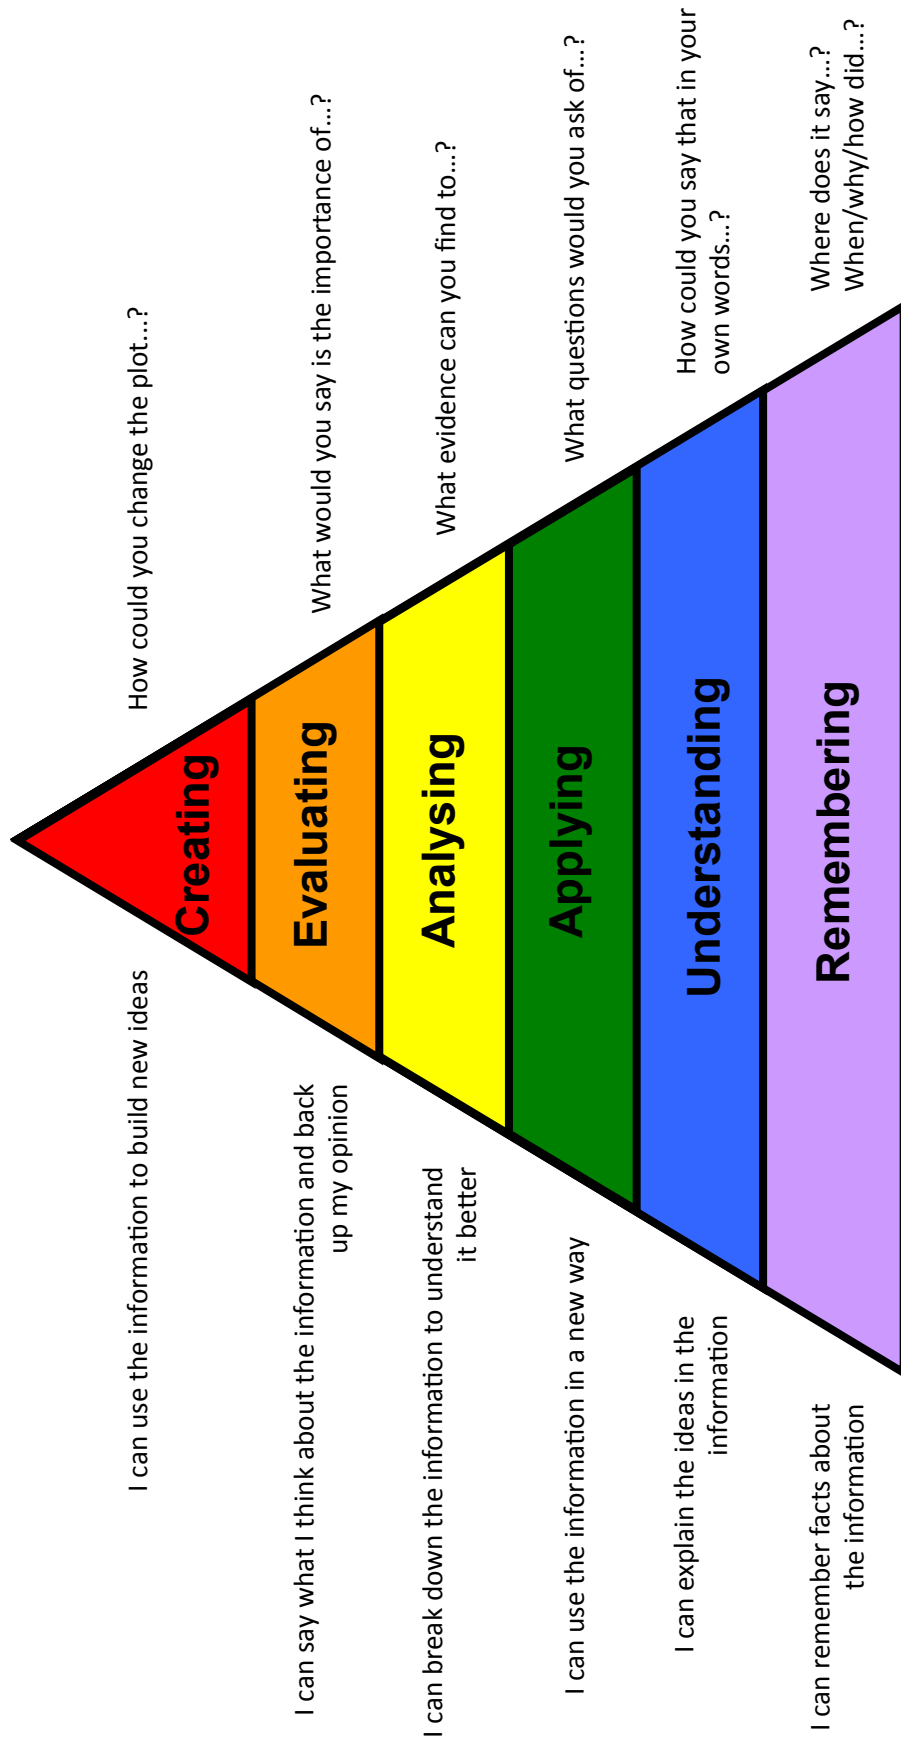 I can use the information to build new ideas
Creating
How could you change the plot...?
I can say what I think about the information and back
up my opinion
Evaluating
What would you say is the importance of...?
I can break down the information to understand
it better
Analysing
What evidence can you find to...?
I can use the information in a new way
Applying
What questions would you ask of...?
I can explain the ideas in the
information
Understanding
How could you say that in your
own words...?
I can remember facts about
the information
Remembering
Where does it say...?
When/why/how did...?